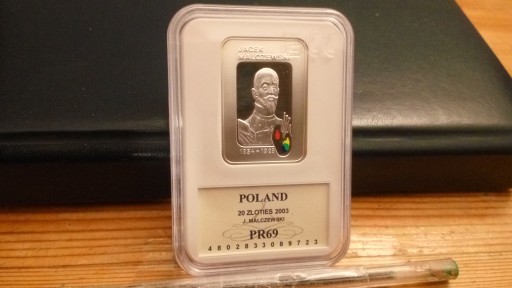 JACEK
MALCZEWSKI
1854-1929
POLAND
20 ZLOTIES 2003
J. MALCZEWSKI
PR69
4802833089723